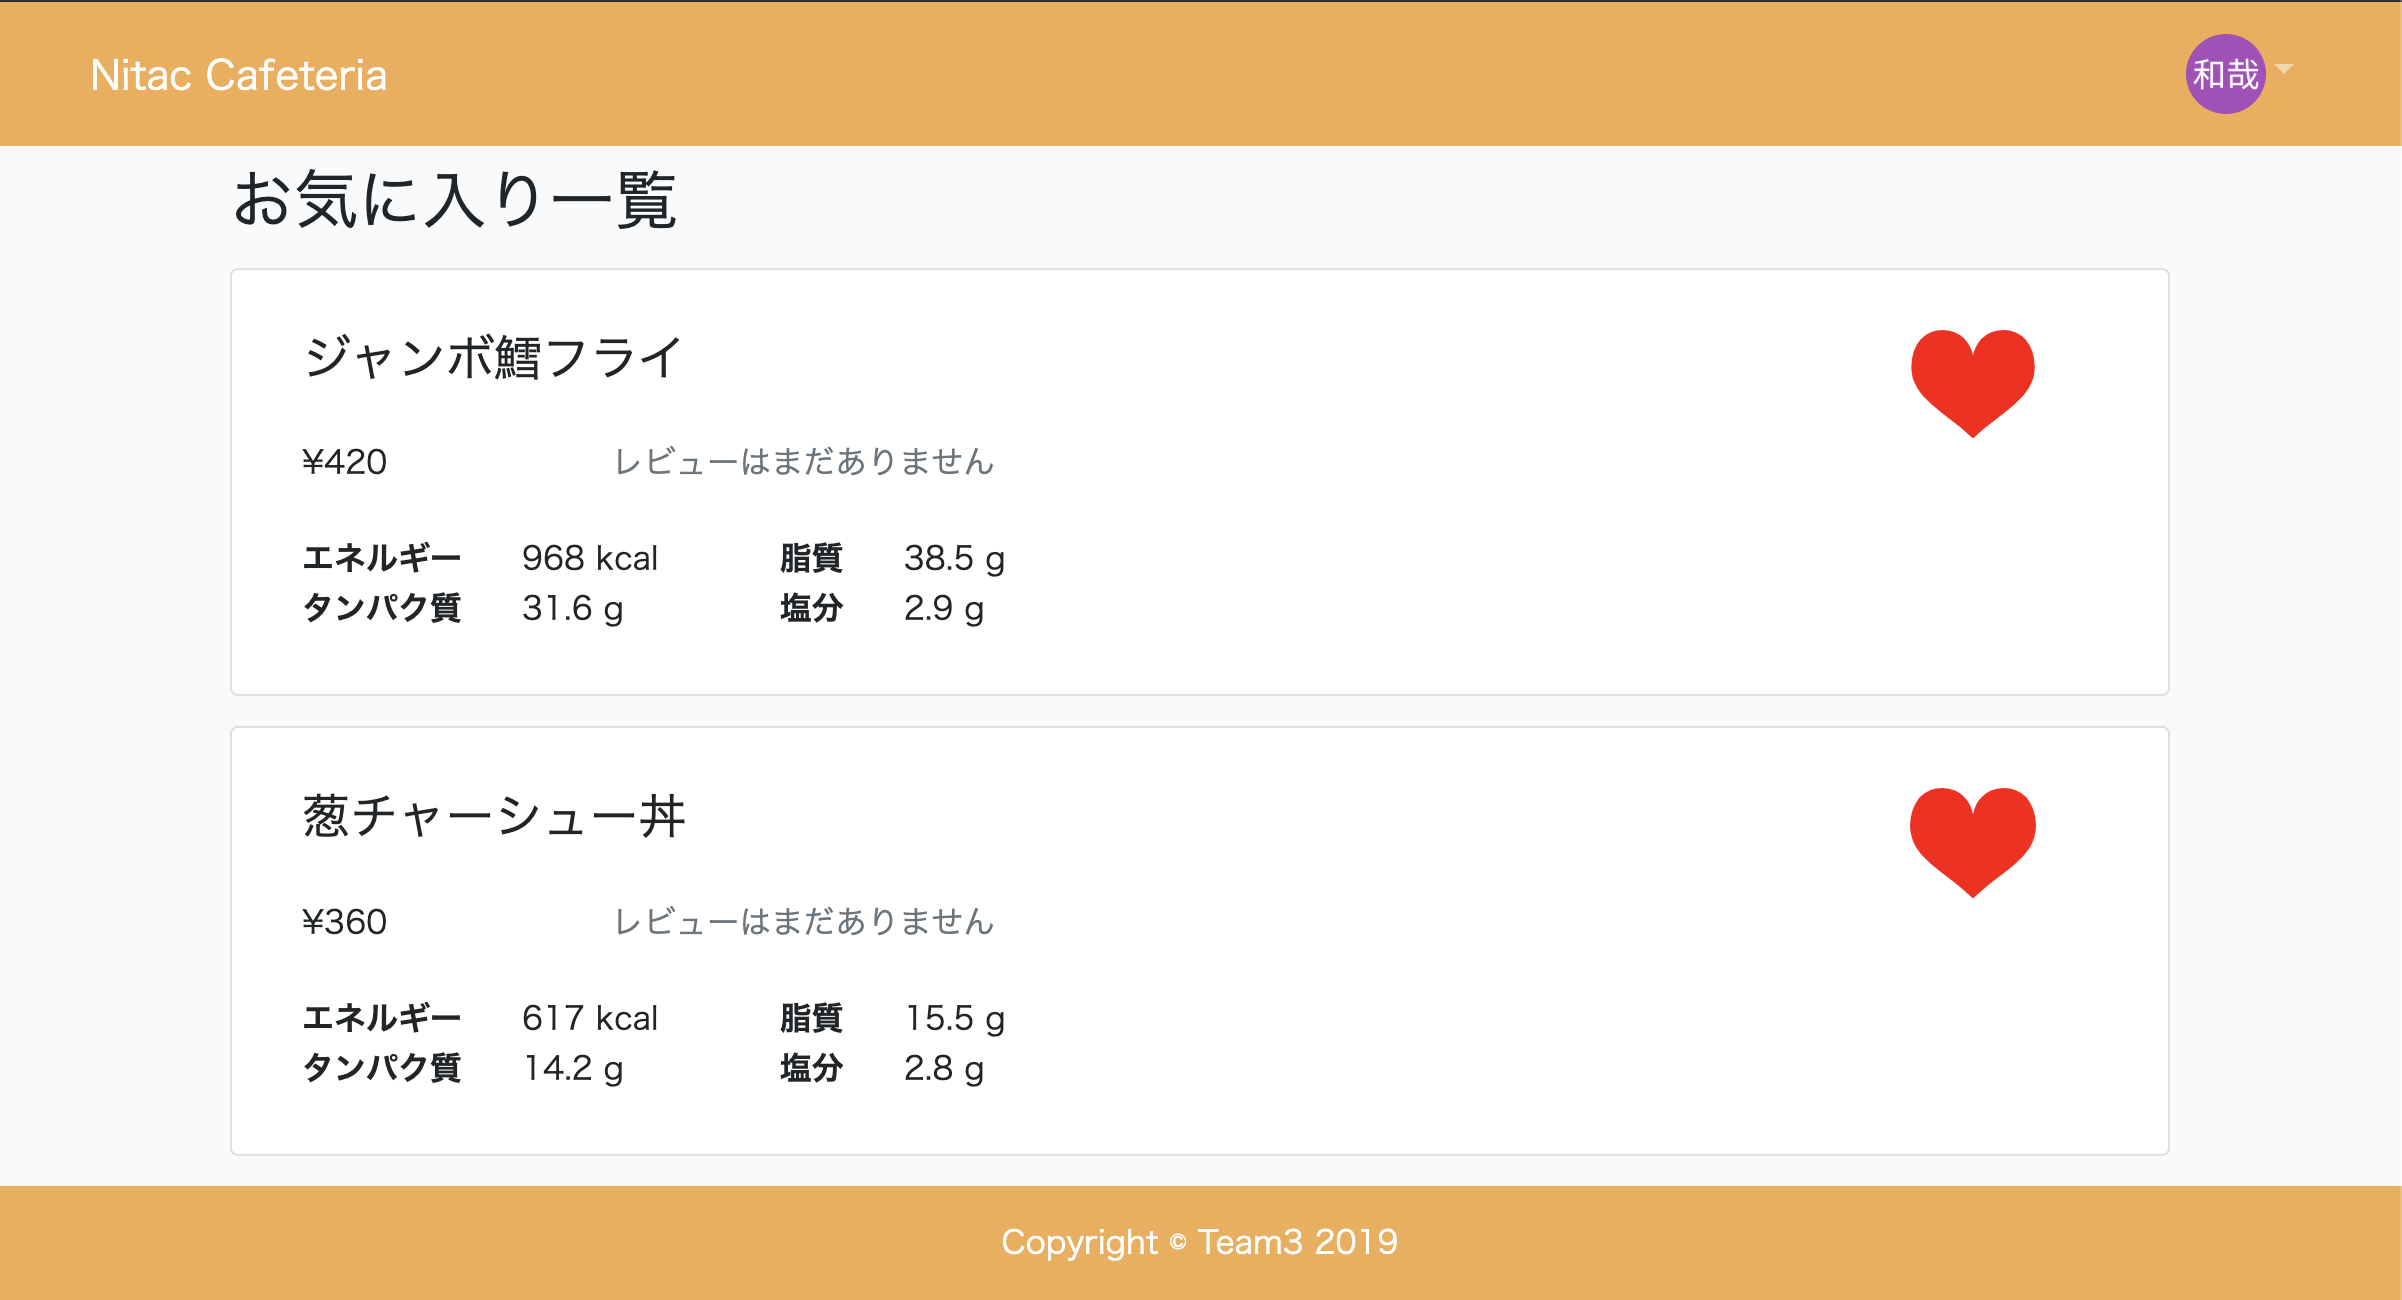 Nitac Cafeteria
和哉
お気に入り一覧
ジャンボ鱈フライ
¥420 レビューはまだありません
エネルギー 968 kcal 脂質 38.5 g
タンパク質 31.6 g 塩分 2.9 g
葱チャーシュー丼
¥360 レビューはまだありません
エネルギー 617 kcal 脂質 15.5 g
タンパク質 14.2 g 塩分 2.8 g
Copyright © Team3 2019